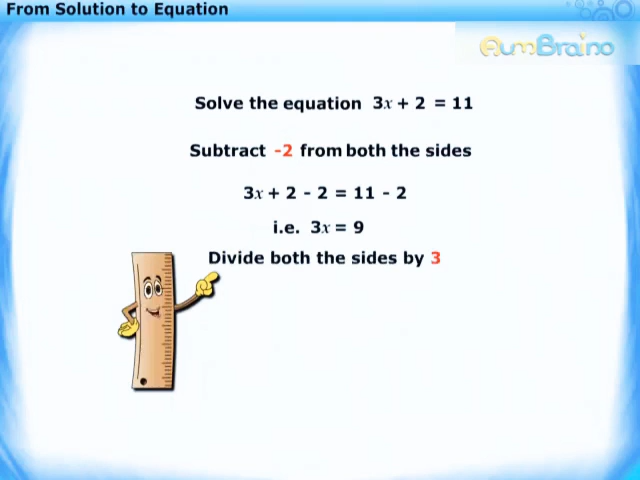 From Solution to Equation
AumBraino
Solve the equation 3x + 2 = 11
Subtract -2 from both the sides
3x + 2 - 2 = 11 - 2
i.e. 3x = 9
Divide both the sides by 3